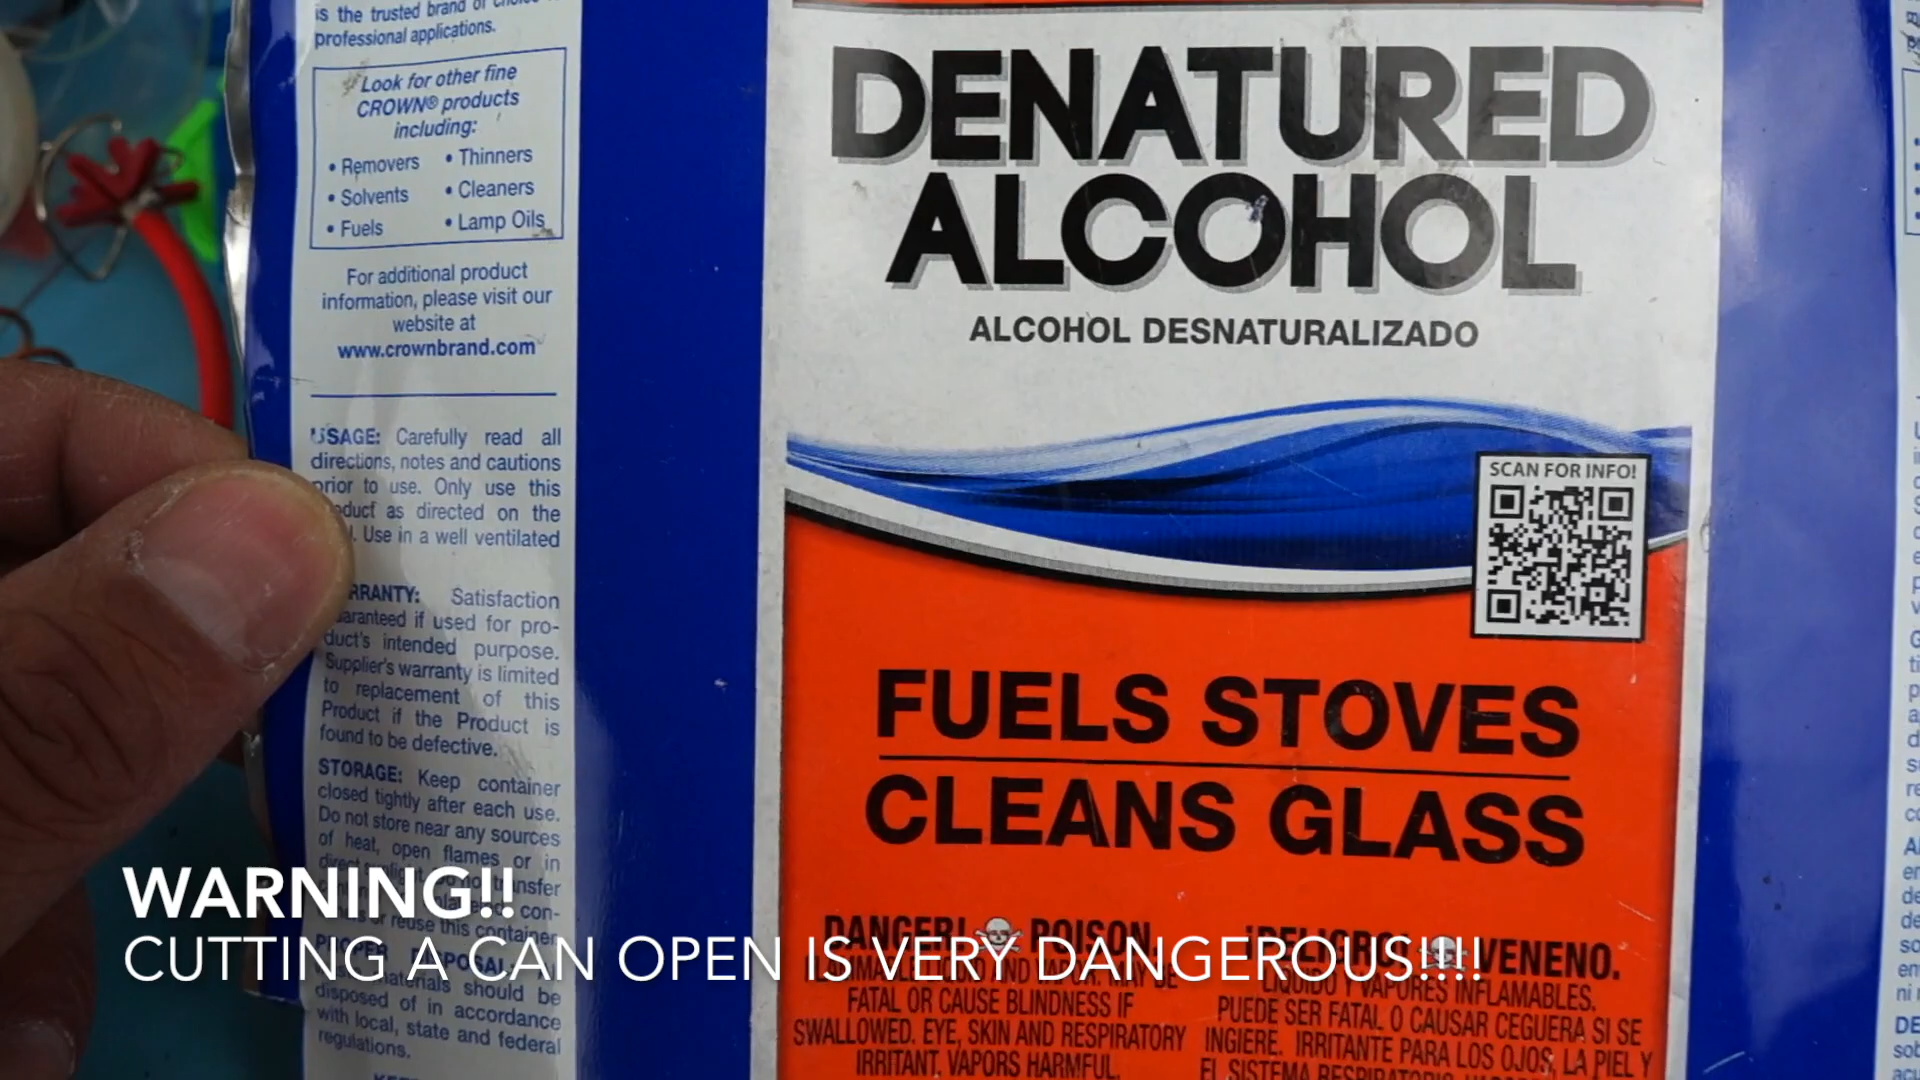 is the trusted brand of choice
professional applications.
Look for other fine
CROWN® products
including:
• Removers
• Solvents
• Fuels
• Thinners
• Cleaners
• Lamp Oils
For additional product
information, please visit our
website at
www.crownbrand.com
USAGE: Carefully read all
directions, notes and cautions
prior to use. Only use this
as directed on the
Use in a well ventilated
Satisfaction
if used for pro-
duct's intended purpose.
Supplier's warranty is limited
to replacement of this
Product if the Product is
found to be defective.
STORAGE: Keep container
closed tightly after each use.
Do not store near any sources
of heat, open flames or in
con-
or reuse this container.
materials should be
disposed of in accordance
with local, state and federal
regulations.
DENATURED
ALCOHOL
ALCOHOL DESNATURALIZADO
SCAN FOR INFO!
FUELS STOVES
CLEANS GLASS
DANGER! POISON.
MAY BE
FATAL OR CAUSE BLINDNESS IF
SWALLOWED. EYE, SKIN AND RESPIRATORY
IRRITANT. VAPORS HARMFUL.
¡PELIGRO! VENENO.
LIQUIDO Y VAPORES INFLAMABLES.
PUEDE SER FATAL O CAUSAR CEGUERA SI SE
INGIERE. IRRITANTE PARA LOS OJOS, LA PIEL Y
EL SISTEMA
WARNING!!
CUTTING A CAN OPEN IS VERY DANGEROUS!!!!